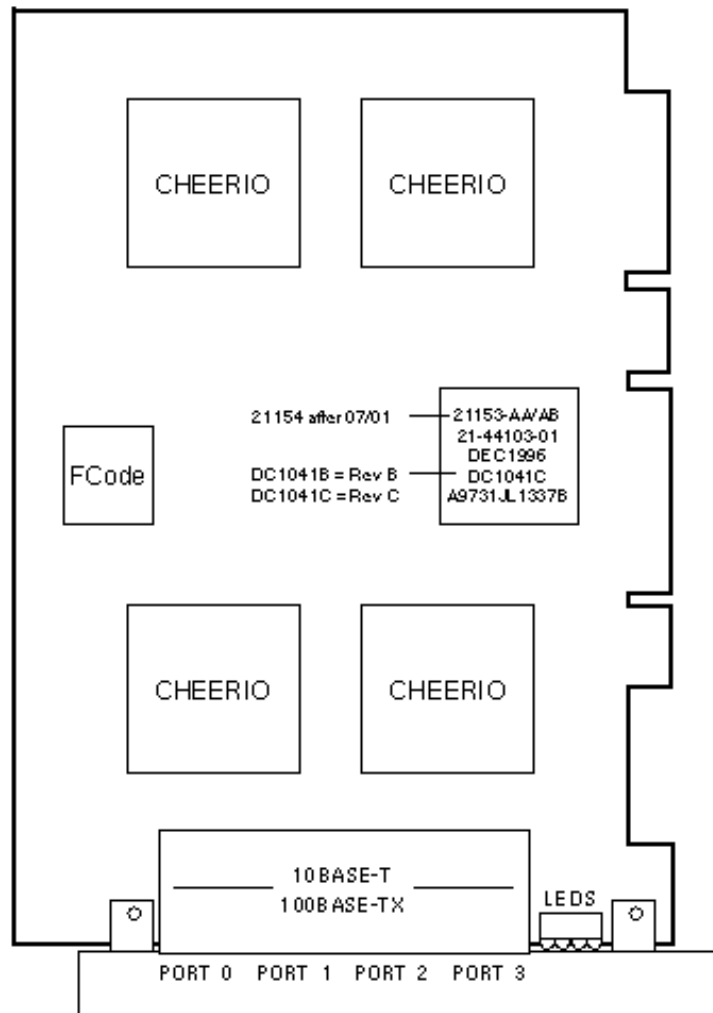 CHEERIO CHEERIO
21154 after 07/01
21153-AA/AB
21-44103-01
DEC1996
DC1041C
A9731JL1337B
DC1041B = Rev B
DC1041C = Rev C
FCode
CHEERIO CHEERIO
10BASE-T
100BASE-TX
LEDS
PORT 0 PORT 1 PORT 2 PORT 3